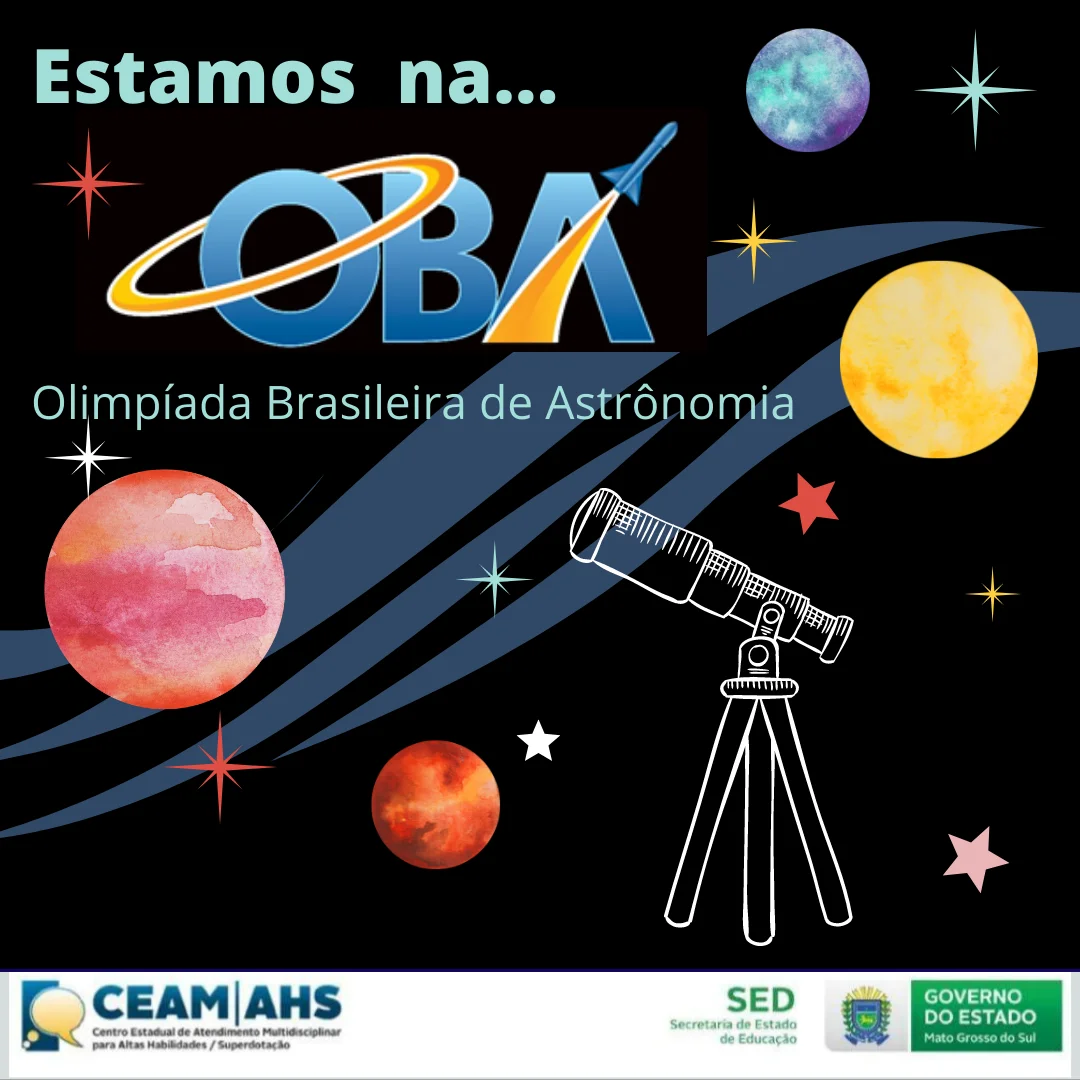 Estamos na...
OBA
Olimpíada Brasileira de Astrônomia
CEAM|AHS
Centro Estadual de Atendimento Multidisciplinar
para Altas Habilidades / Superdotação
SED
Secretaria de Estado
de Educação
GOVERNO
DO ESTADO
Mato Grosso do Sul